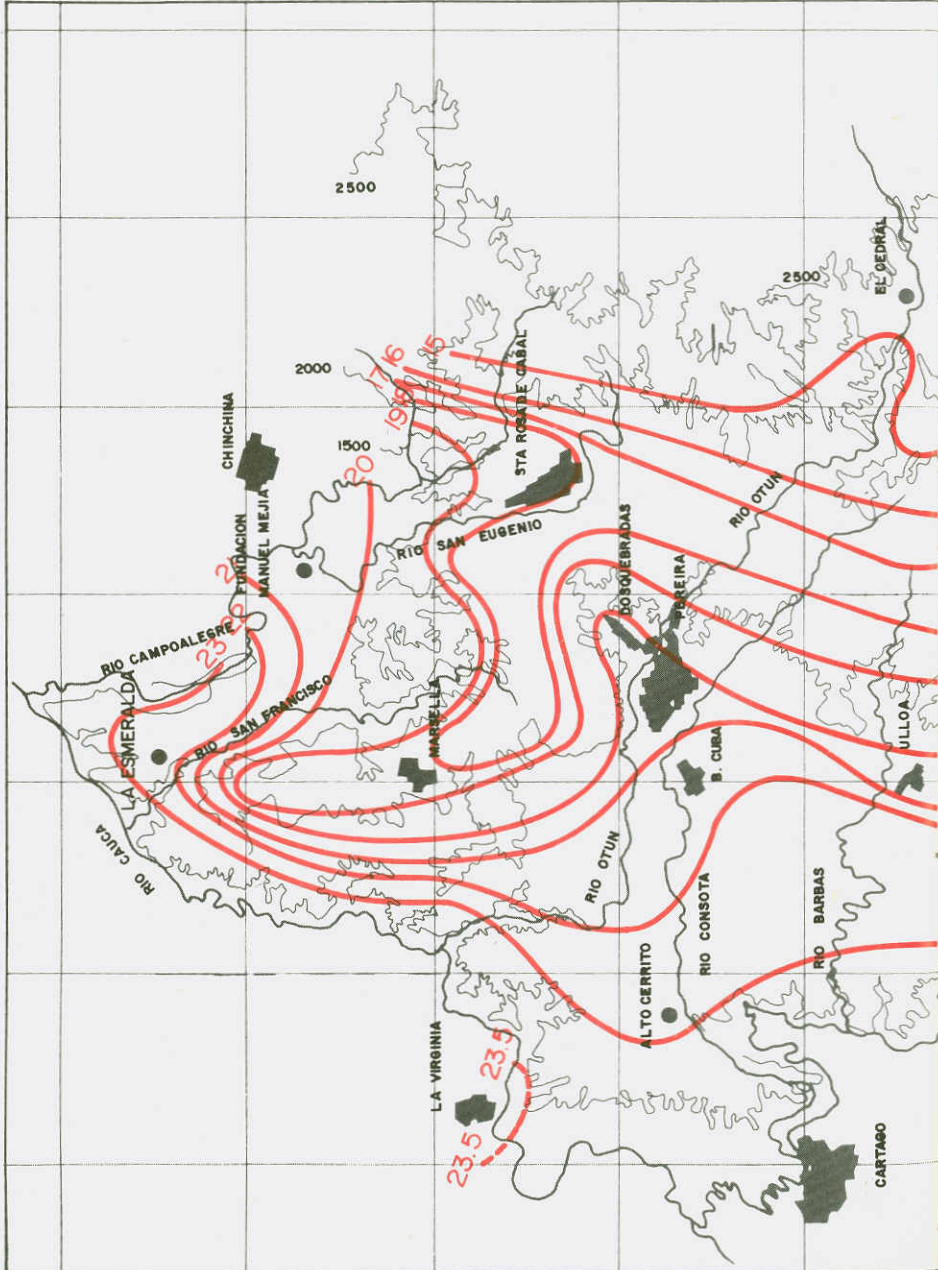 2500
EL CEDRAL
2500
2000
15
16
17
18
19
STA ROSA DE CABAL
CHINCHINA
1500
20
RIO OTUN
RIO SAN EUGENIO
FUNDACION
MANUEL MEJIA
21
22
23
RIO CAMPOALEGRE
DOSQUEBRADAS
PEREIRA
LA ESMERALDA
RIO SAN FRANCISCO
MARSELLA
B. CUBA
ULLOA
RIO CAUCA
RIO OTUN
RIO CONSOTA
RIO BARBAS
ALTO CERRITO
LA VIRGINIA
23.5
23.5
CARTAGO